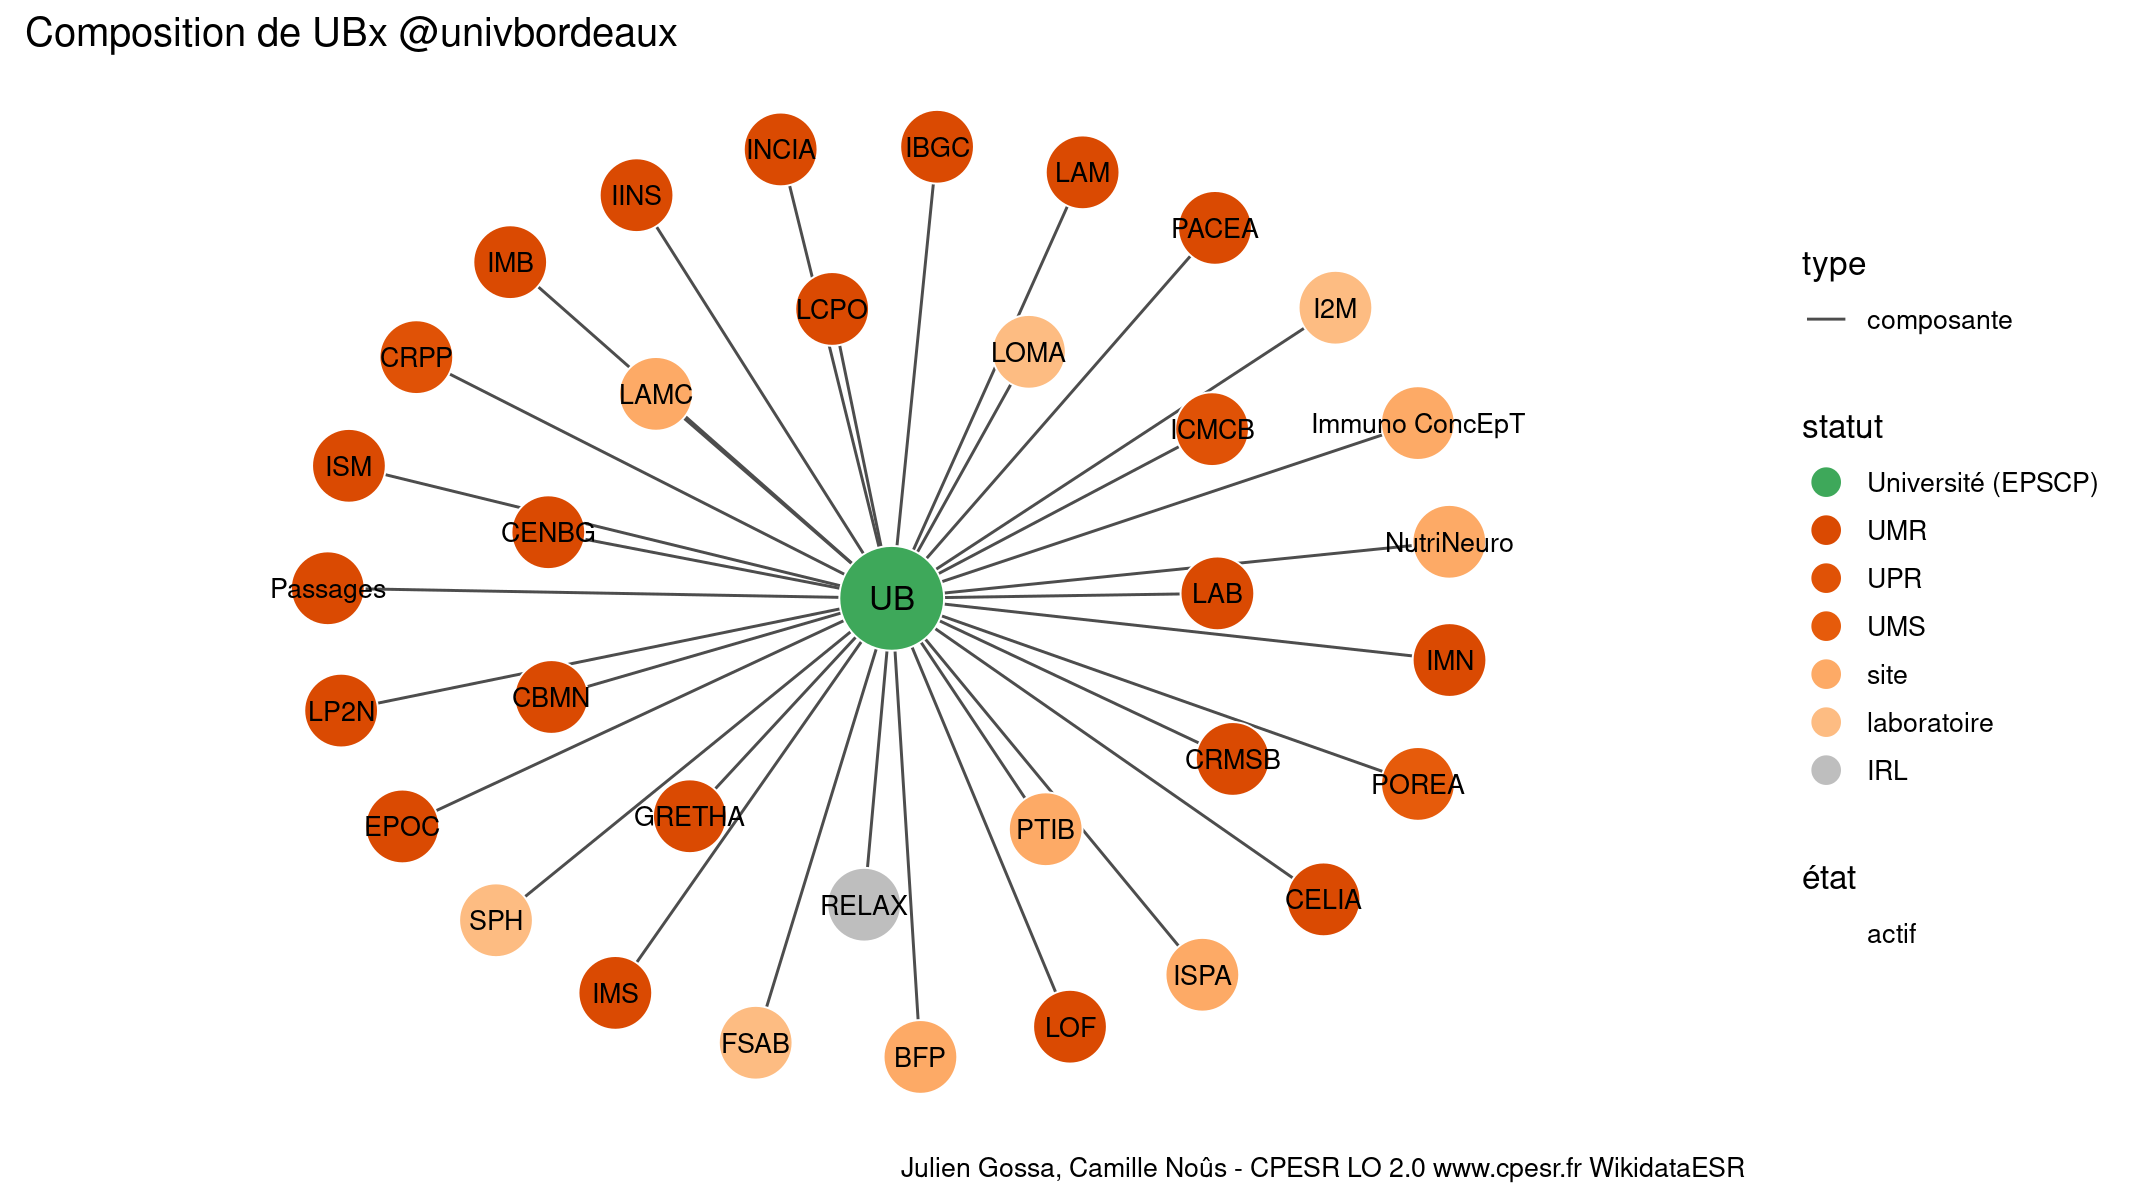 Composition de UBx @univbordeaux
INCIA
IBGC
LAM
IINS
PACEA
IMB
I2M
LCPO
LOMA
CRPP
LAMC
ICMCB
Immuno ConcEpT
ISM
CENBG
NutriNeuro
Passages
UB
LAB
IMN
LP2N
CBMN
CRMSB
POREA
EPOC
GRETHA
PTIB
RELAX
CELIA
SPH
ISPA
IMS
LOF
FSAB
BFP
type
composante
statut
Université (EPSCP)
UMR
UPR
UMS
site
laboratoire
IRL
état
actif
Julien Gossa, Camille Noûs - CPESR LO 2.0 www.cpesr.fr WikidataESR